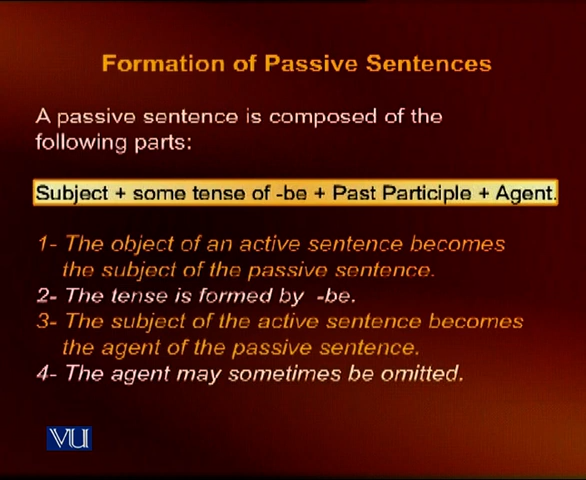 Formation of Passive Sentences
A passive sentence is composed of the
following parts:
Subject + some tense of -be + Past Participle + Agent.
1- The object of an active sentence becomes
the subject of the passive sentence.
2- The tense is formed by -be.
3- The subject of the active sentence becomes
the agent of the passive sentence.
4- The agent may sometimes be omitted.
VU